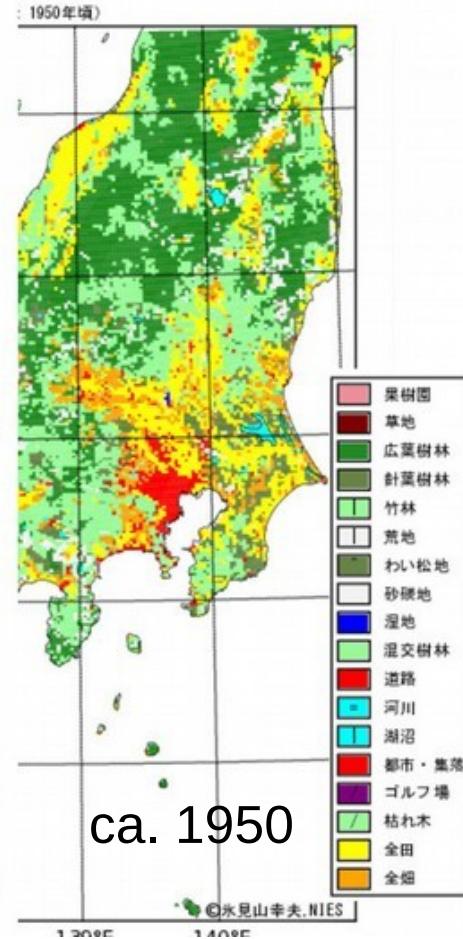 : 1950年頃)
果樹園
草地
広葉樹林
針葉樹林
竹林
荒地
わい松地
砂礫地
湿地
混交樹林
道路
河川
湖沼
都市・集落
ゴルフ場
枯れ木
全田
全畑
ca. 1950
©氷見山幸夫.NIES
139°E
140°E